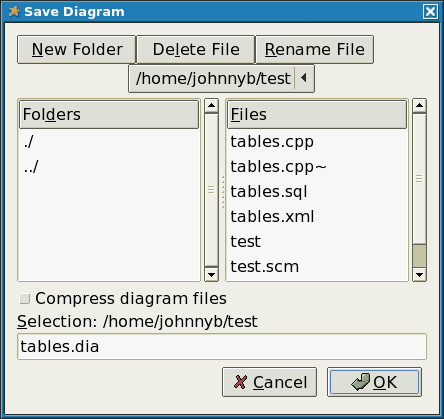 Save Diagram
New Folder Delete File Rename File
/home/johnnyb/test
Folders Files
./ tables.cpp
../ tables.cpp~
tables.sql
tables.xml
test
test.scm
Compress diagram files
Selection: /home/johnnyb/test
tables.dia
Cancel OK